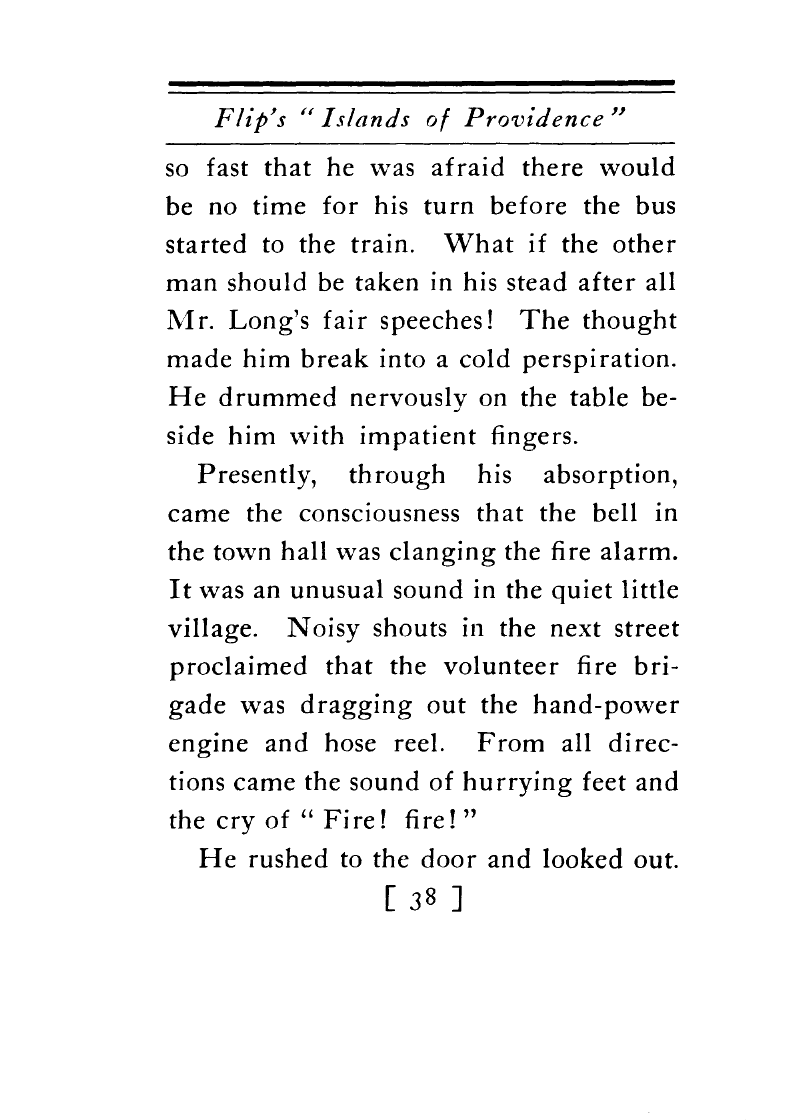 Flip's “Islands of Providence”
so fast that he was afraid there would
be no time for his turn before the bus
started to the train. What if the other
man should be taken in his stead after all
Mr. Long's fair speeches! The thought
made him break into a cold perspiration.
He drummed nervously on the table be-
side him with impatient fingers.
Presently, through his absorption,
came the consciousness that the bell in
the town hall was clanging the fire alarm.
It was an unusual sound in the quiet little
village. Noisy shouts in the next street
proclaimed that the volunteer fire bri-
gade was dragging out the hand-power
engine and hose reel. From all direc-
tions came the sound of hurrying feet and
the cry of “Fire! fire!”
He rushed to the door and looked out.
[ 38 ]